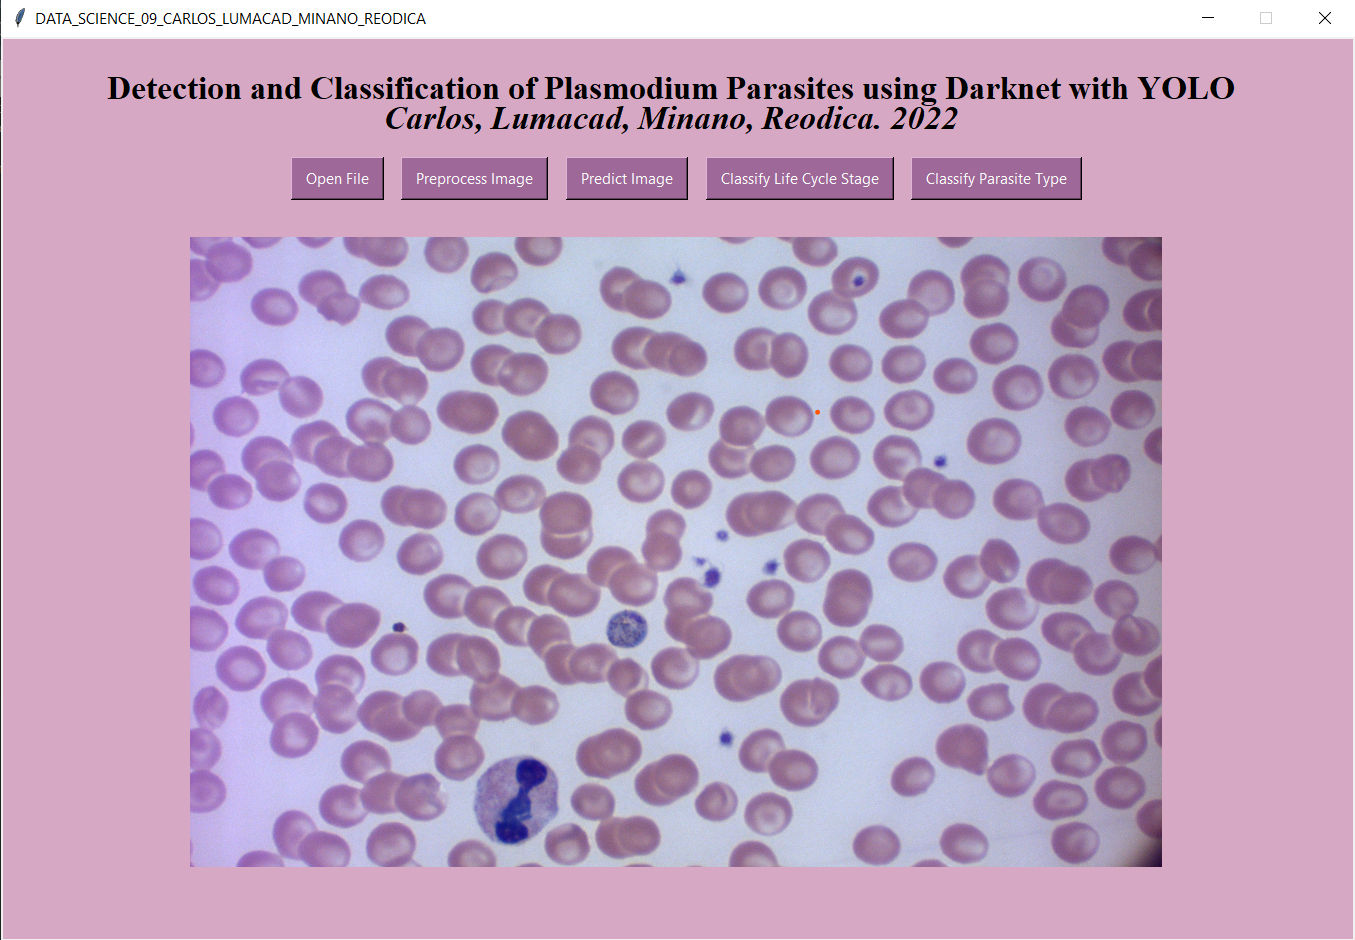 DATA_SCIENCE_09_CARLOS_LUMACAD_MINANO_REODICA
Detection and Classification of Plasmodium Parasites using Darknet with YOLO
Carlos, Lumacad, Minano, Reodica. 2022
Open File
Preprocess Image
Predict Image
Classify Life Cycle Stage
Classify Parasite Type